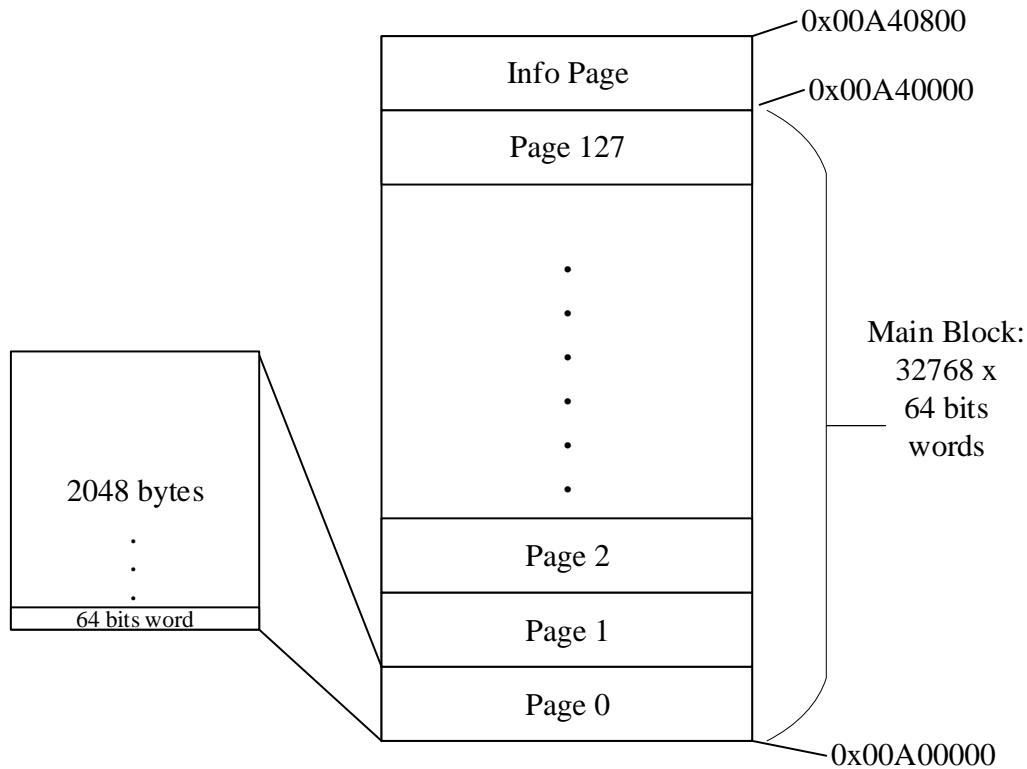 0x00A40800
Info Page
0x00A40000
Page 127
Main Block:
32768 x
64 bits
words
2048 bytes
64 bits word
Page 2
Page 1
Page 0
0x00A00000